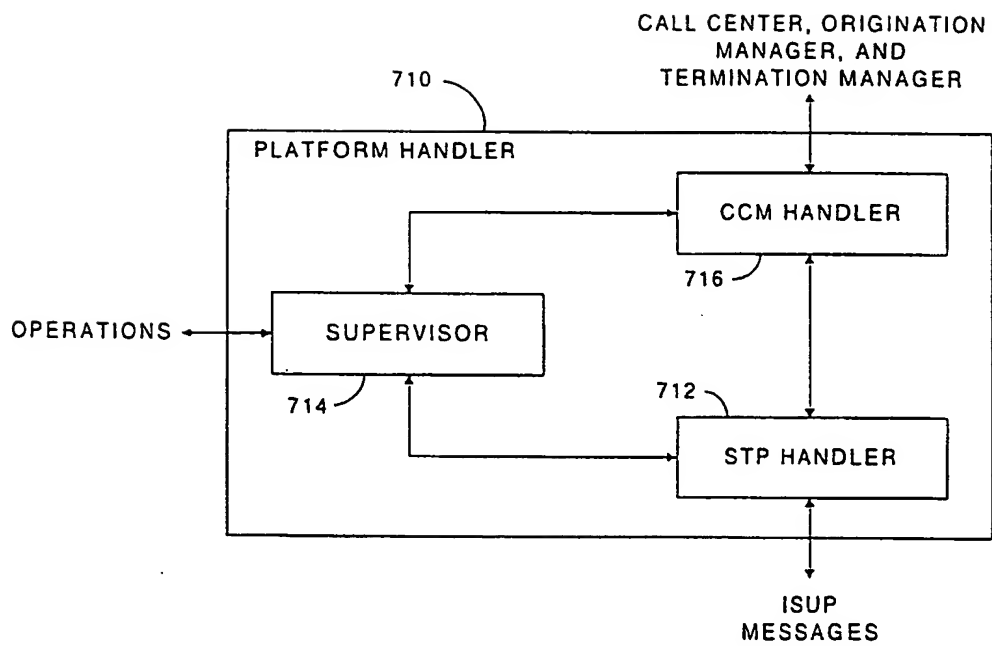 CALL CENTER, ORIGINATION
MANAGER, AND
TERMINATION MANAGER
710
PLATFORM HANDLER
CCM HANDLER
716
OPERATIONS
SUPERVISOR
714
712
STP HANDLER
ISUP
MESSAGES